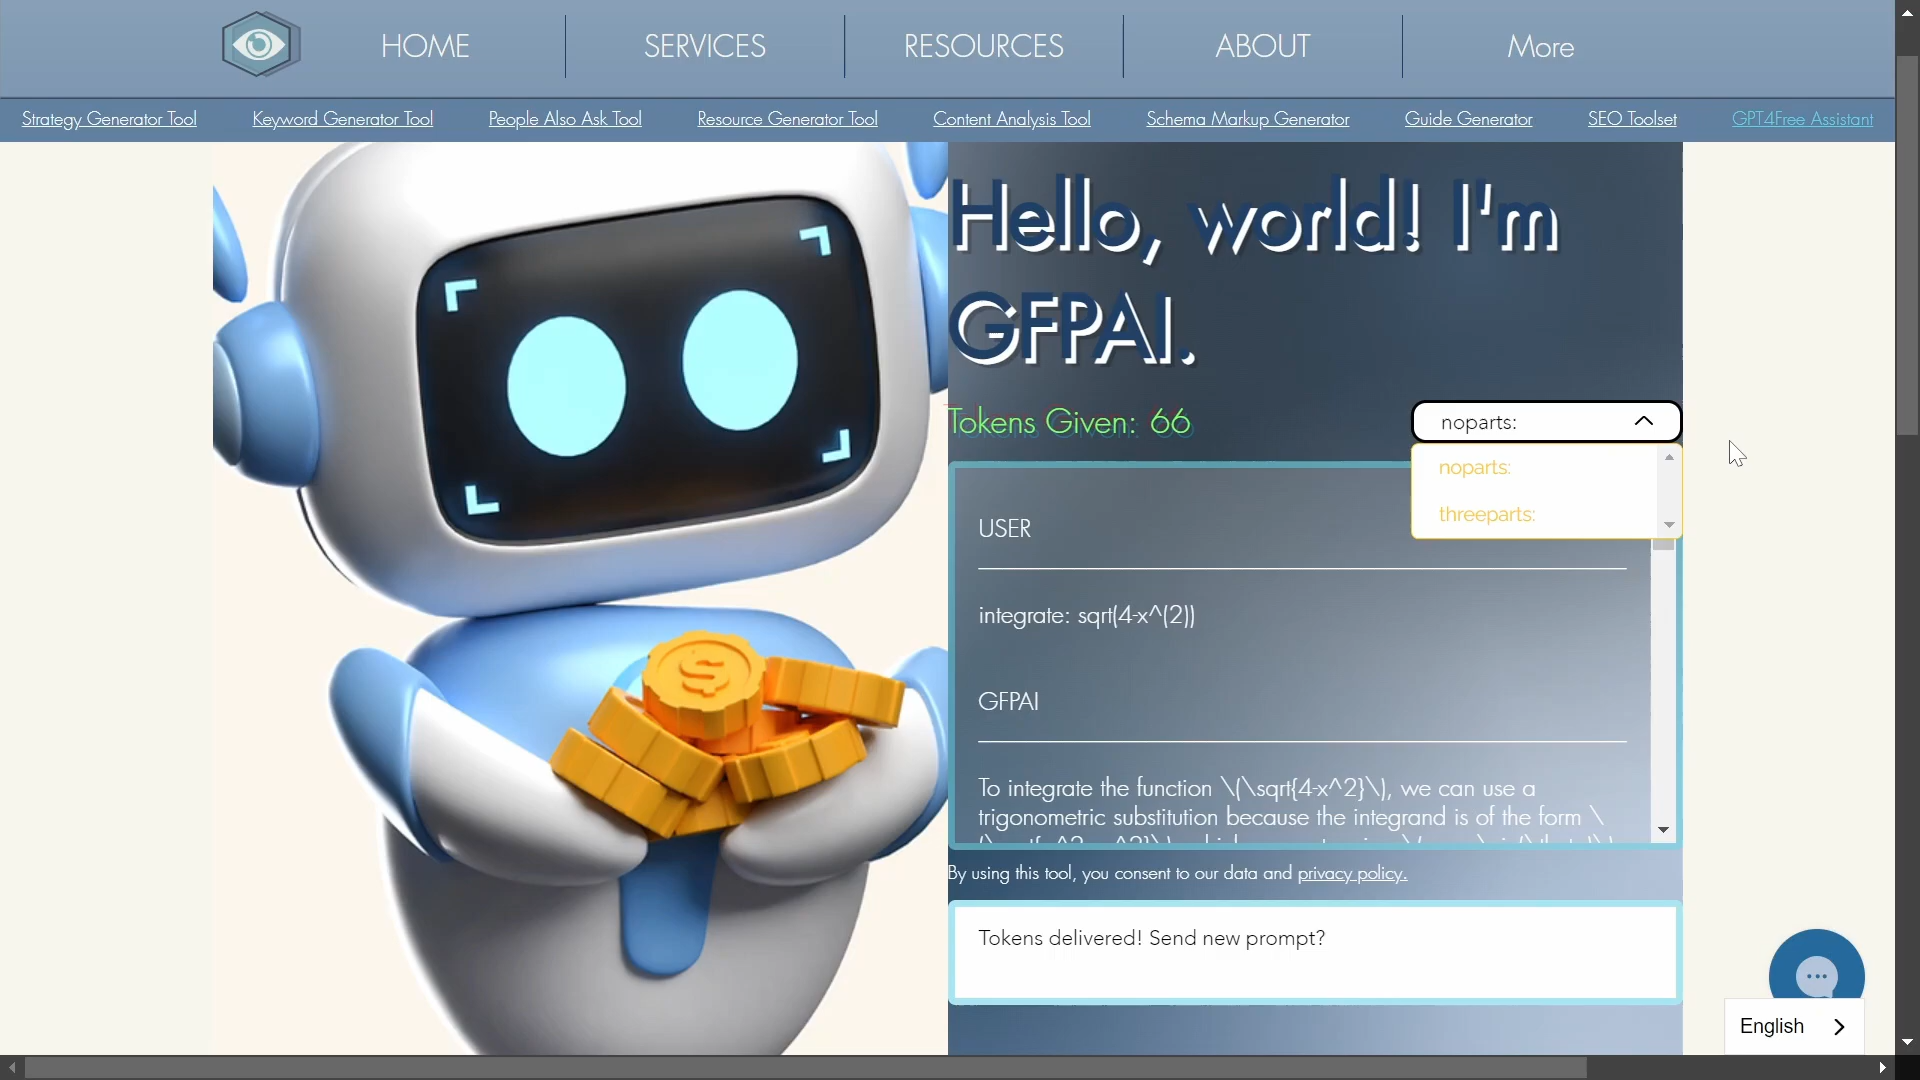 HOME
SERVICES
RESOURCES
ABOUT
More
Strategy Generator Tool
Keyword Generator Tool
People Also Ask Tool
Resource Generator Tool
Content Analysis Tool
Schema Markup Generator
Guide Generator
SEO Toolset
GPT4Free Assistant
Hello, world! I'm
GFPAI.
Tokens Given: 66
noparts:
noparts:
threeparts:
USER
integrate: sqrt(4-x^(2))
GFPAI
To integrate the function \(\sqrt{4-x^2}\), we can use a
trigonometric substitution because the integrand is of the form \
By using this tool, you consent to our data and privacy policy.
Tokens delivered! Send new prompt?
English